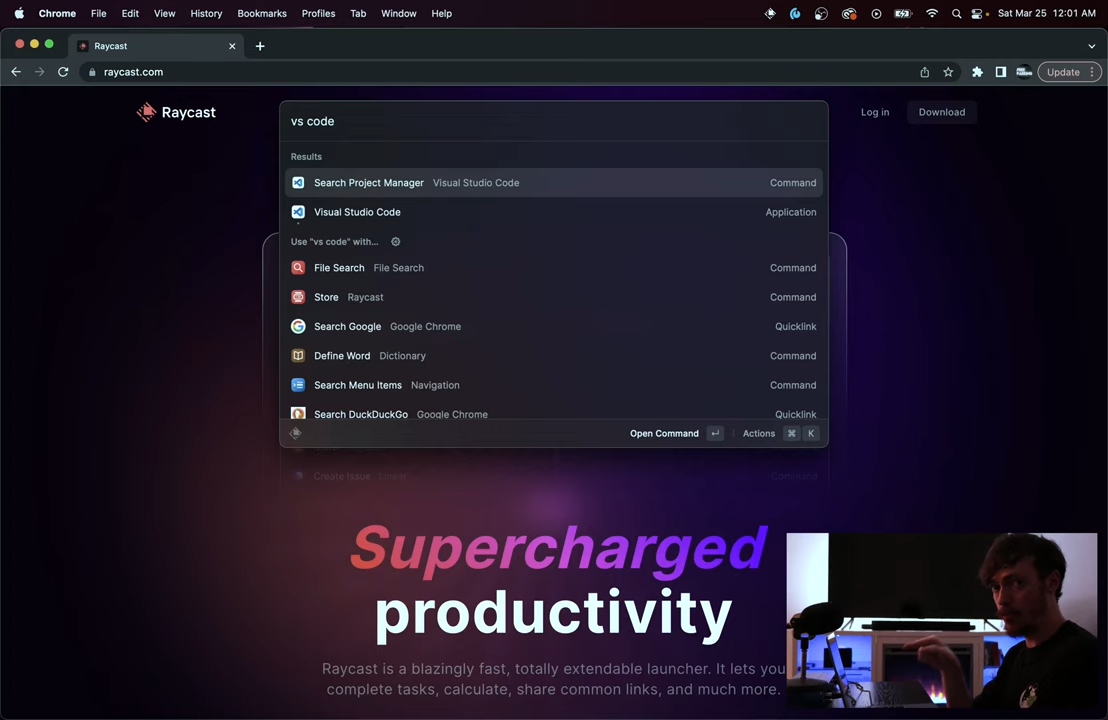 Chrome File Edit View History Bookmarks Profiles Tab Window Help Sat Mar 25 12:01 AM
Raycast
raycast.com Update
Raycast Log in Download
vs code
Results
Search Project Manager Visual Studio Code Command
Visual Studio Code Application
Use "vs code" with...
File Search File Search Command
Store Raycast Command
Search Google Google Chrome Quicklink
Define Word Dictionary Command
Search Menu Items Navigation Command
Search DuckDuckGo Google Chrome Quicklink
Open Command Actions ⌘ K
Create Issue Linear Command
Supercharged
productivity
Raycast is a blazingly fast, totally extendable launcher. It lets you
complete tasks, calculate, share common links, and much more.